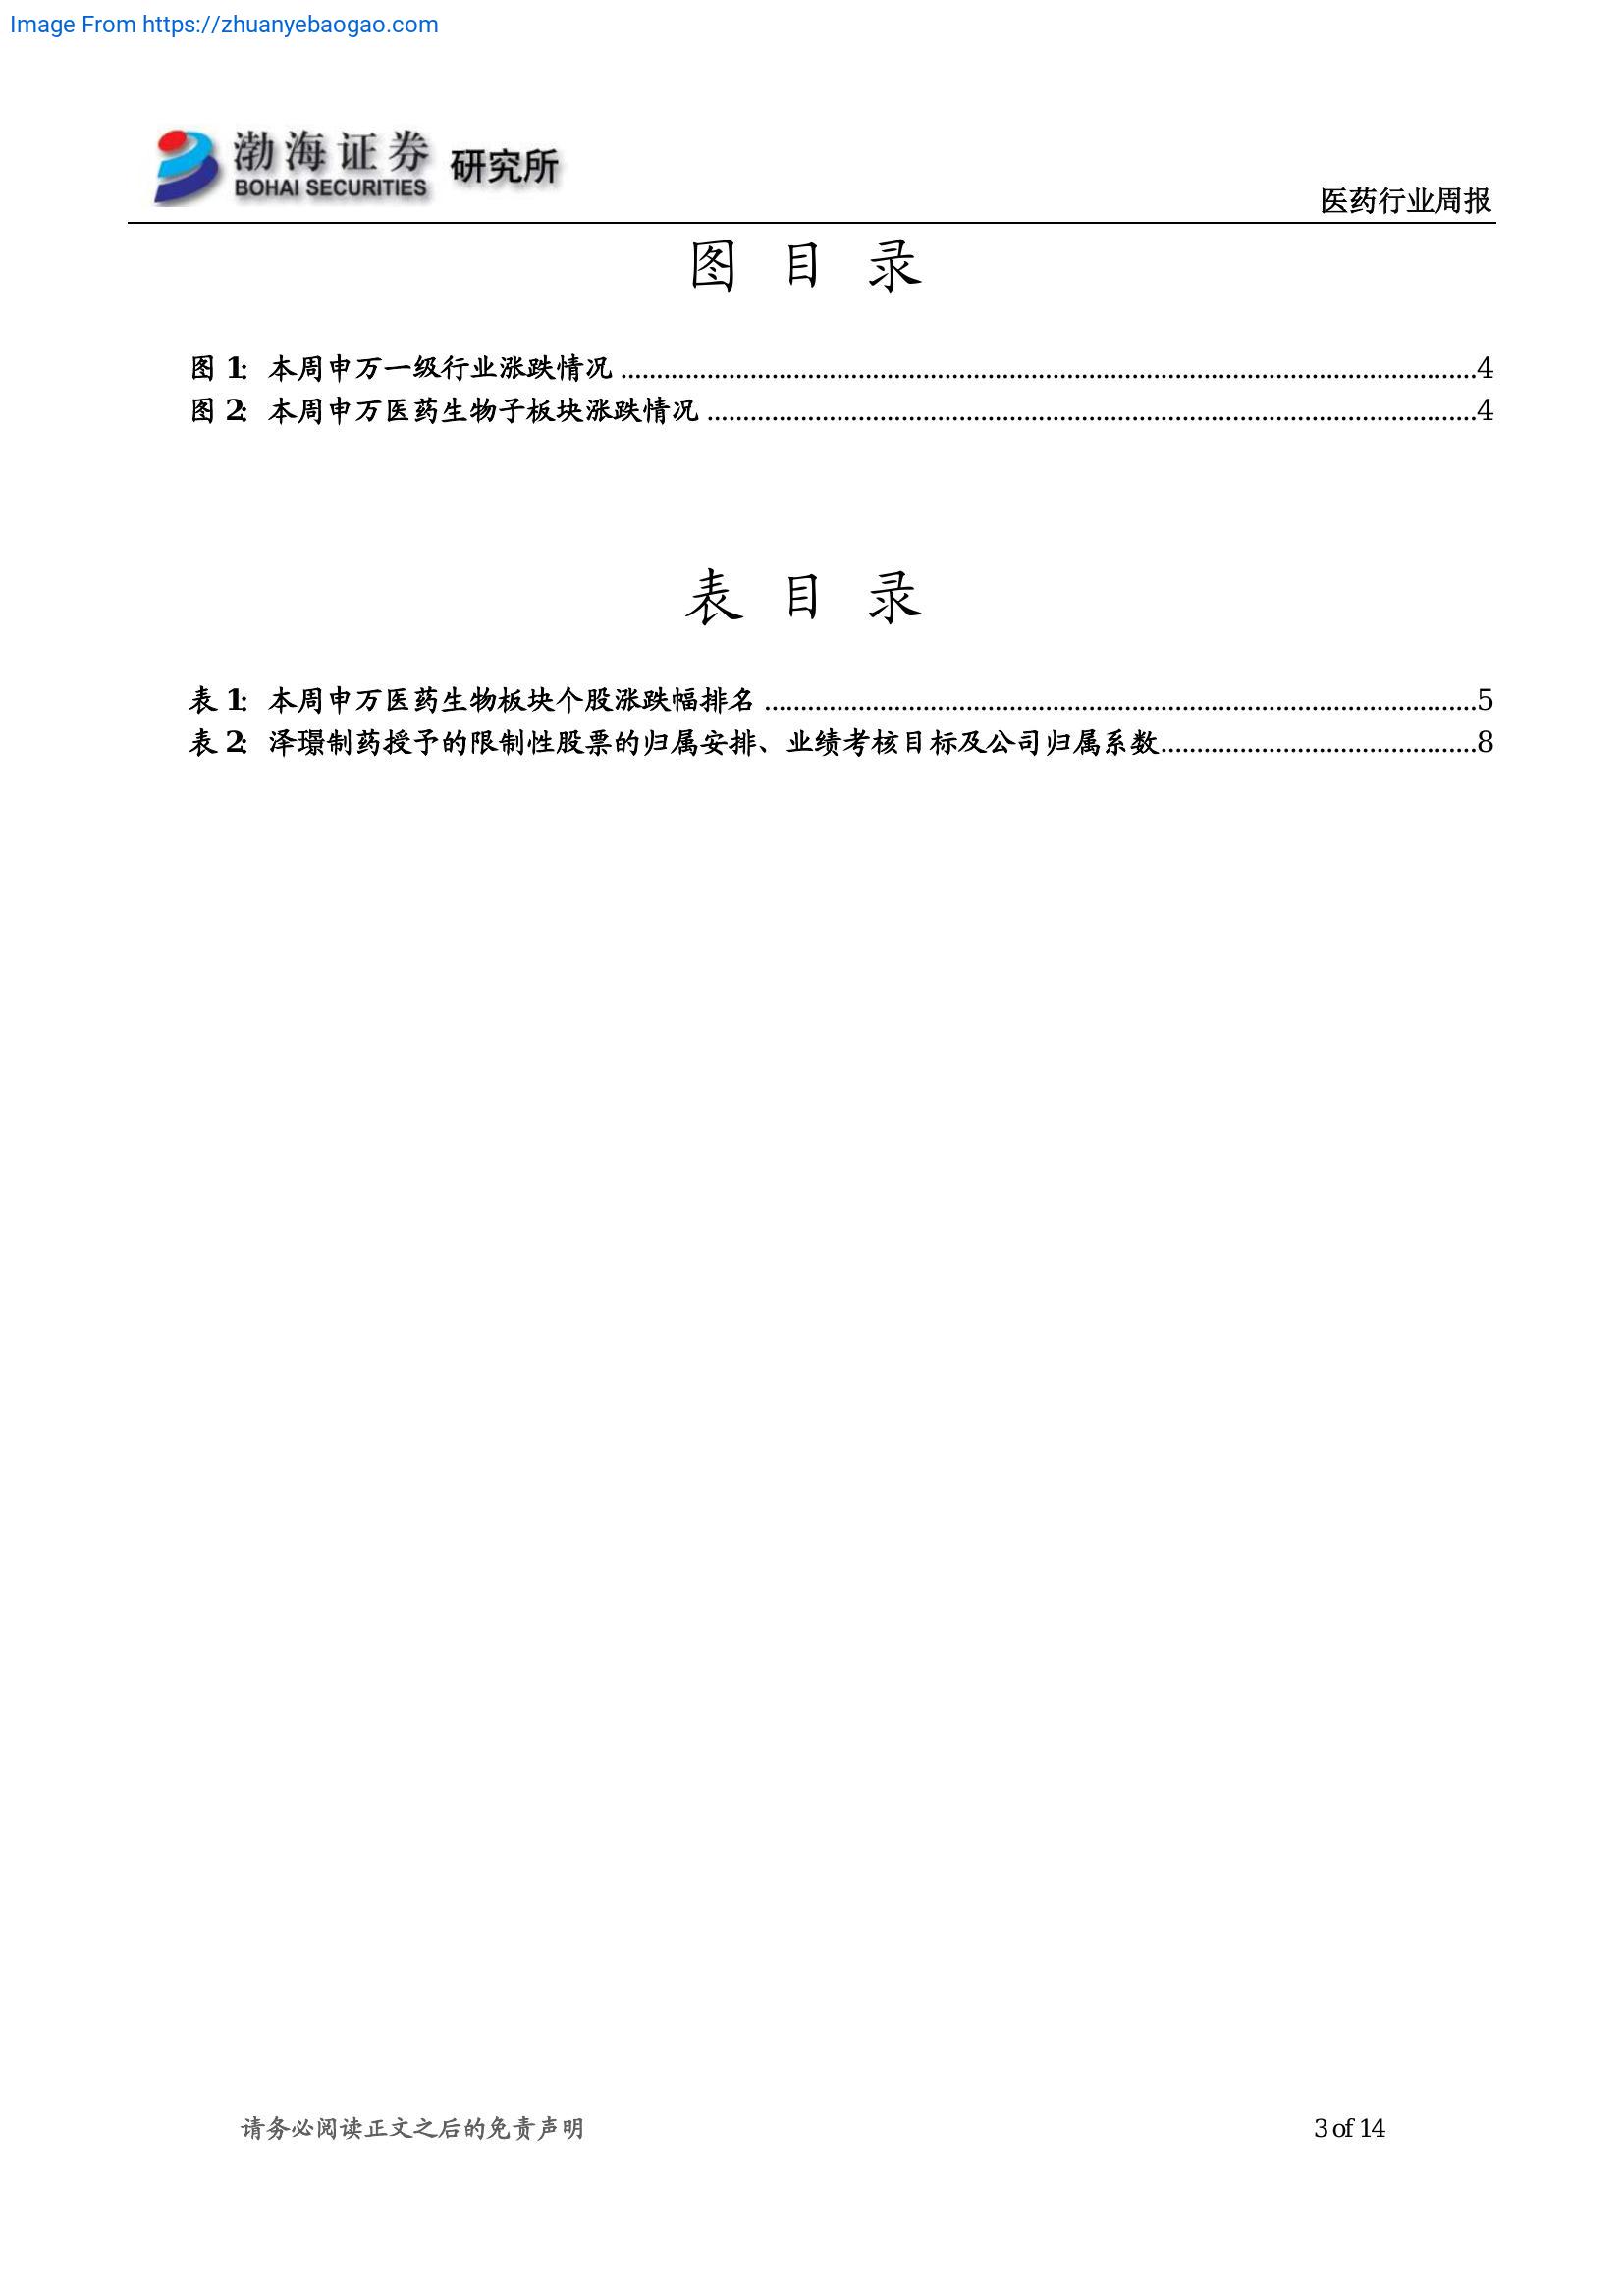 Image From https://zhuanyebaogao.com
渤海证券 研究所
BOHAI SECURITIES
医药行业周报
图 目 录
图 1: 本周申万一级行业涨跌情况 ........................................................................................................................4
图 2: 本周申万医药生物子板块涨跌情况 ............................................................................................................4
表 目 录
表 1: 本周申万医药生物板块个股涨跌幅排名 ....................................................................................................5
表 2: 泽璟制药授予的限制性股票的归属安排、业绩考核目标及公司归属系数............................................8
请务必阅读正文之后的免责声明
3 of 14